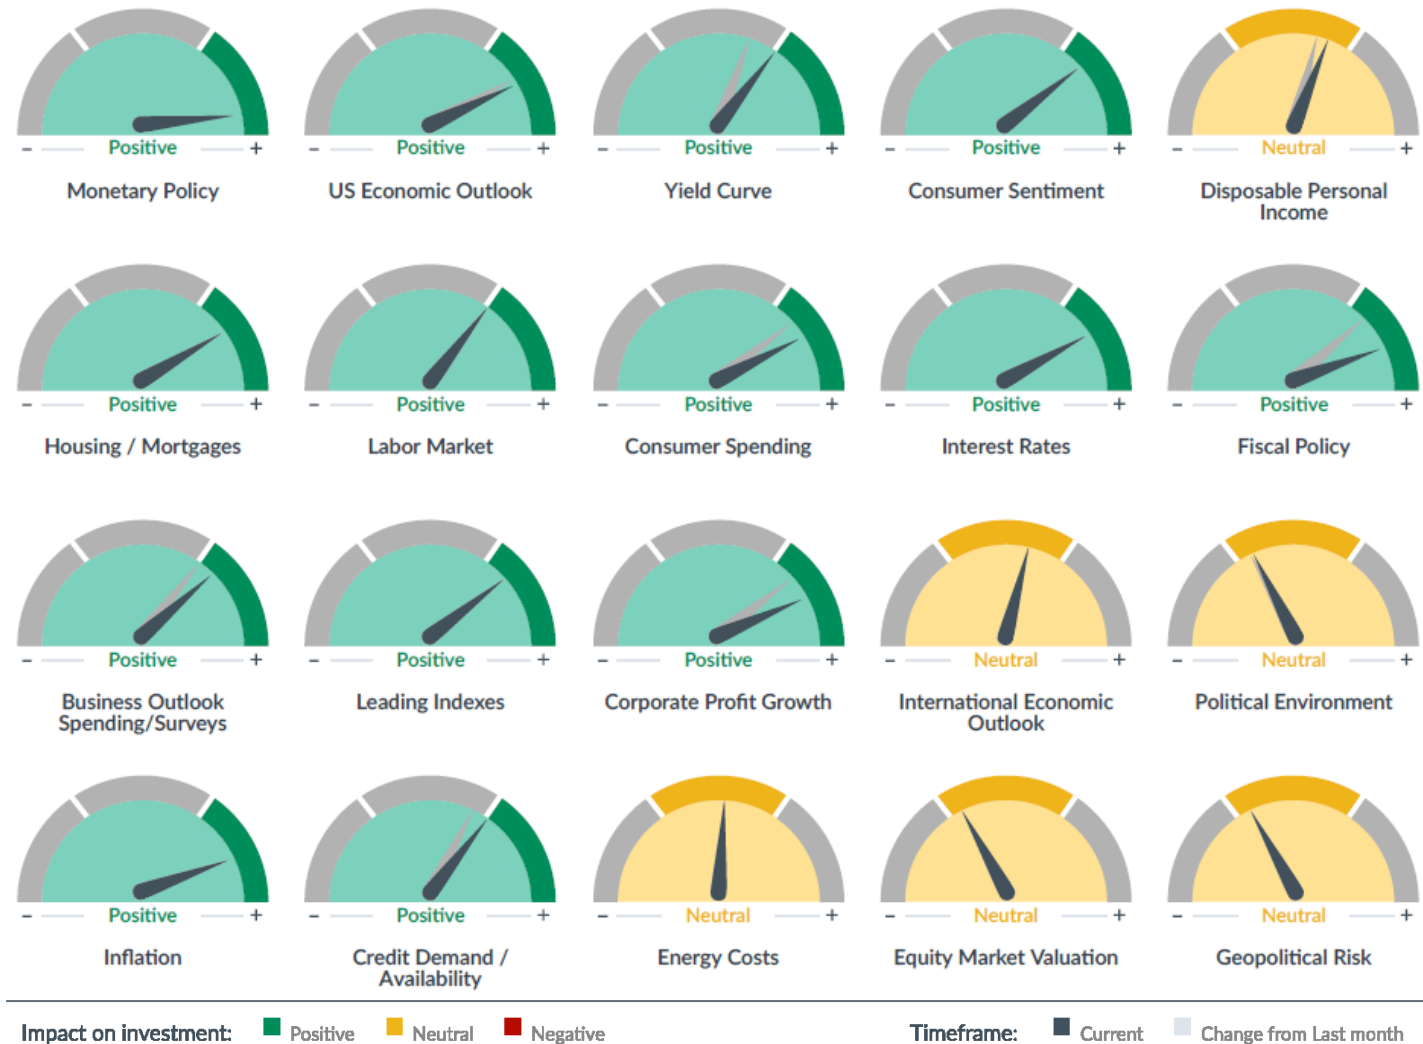 - Positive + - Positive + - Positive + - Positive + - Neutral +
Monetary Policy US Economic Outlook Yield Curve Consumer Sentiment Disposable Personal
Income
- Positive + - Positive + - Positive + - Positive + - Positive +
Housing / Mortgages Labor Market Consumer Spending Interest Rates Fiscal Policy
- Positive + - Positive + - Positive + - Neutral + - Neutral +
Business Outlook Leading Indexes Corporate Profit Growth International Economic Political Environment
Spending/Surveys Outlook
- Positive + - Positive + - Neutral + - Neutral + - Neutral +
Inflation Credit Demand / Energy Costs Equity Market Valuation Geopolitical Risk
Availability
Impact on investment: Positive Neutral Negative Timeframe: Current Change from Last month